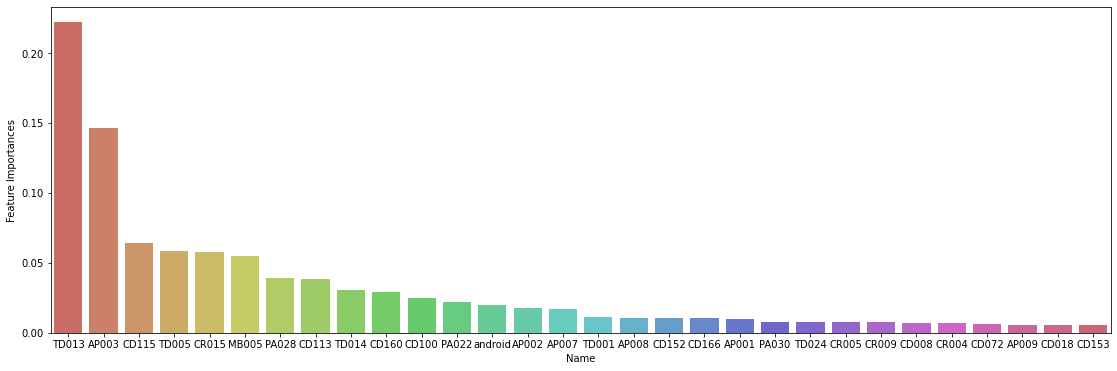 Feature Importances
0.20
0.15
0.10
0.05
0.00
TD013 AP003 CD115 TD005 CR015 MB005 PA028 CD113 TD014 CD160 CD100 PA022 android AP002 AP007 TD001 AP008 CD152 CD166 AP001 PA030 TD024 CR005 CR009 CD008 CR004 CD072 AP009 CD018 CD153
Name